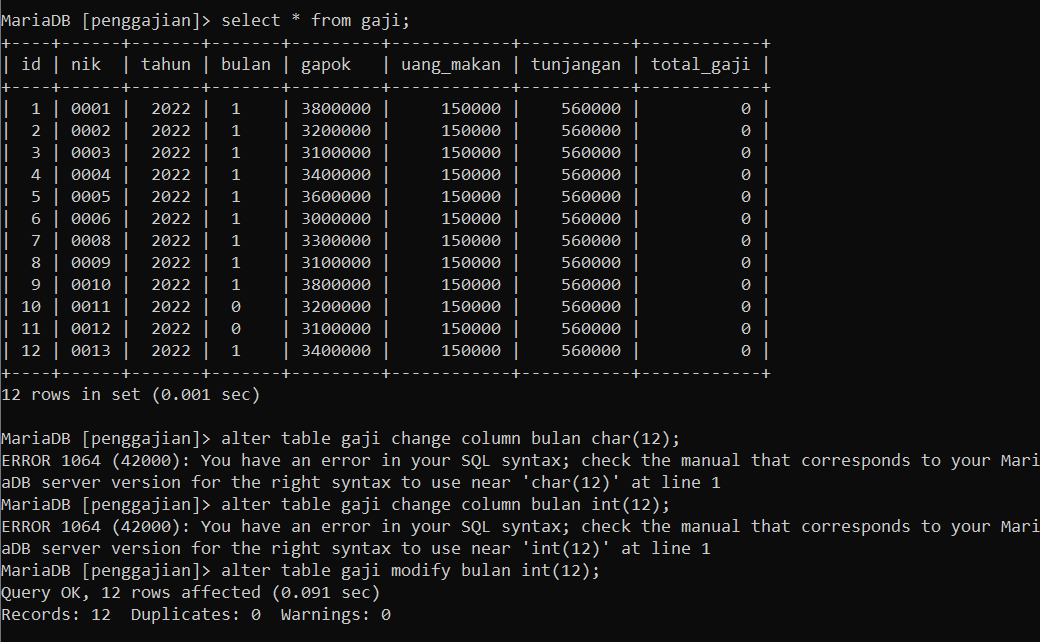 MariaDB [penggajian]> select * from gaji;
+----+------+-------+-------+---------+------------+-----------+------------+
| id | nik  | tahun | bulan | gapok   | uang_makan | tunjangan | total_gaji |
+----+------+-------+-------+---------+------------+-----------+------------+
|  1 | 0001 |  2022 | 1     | 3800000 |     150000 |    560000 |          0 |
|  2 | 0002 |  2022 | 1     | 3200000 |     150000 |    560000 |          0 |
|  3 | 0003 |  2022 | 1     | 3100000 |     150000 |    560000 |          0 |
|  4 | 0004 |  2022 | 1     | 3400000 |     150000 |    560000 |          0 |
|  5 | 0005 |  2022 | 1     | 3600000 |     150000 |    560000 |          0 |
|  6 | 0006 |  2022 | 1     | 3000000 |     150000 |    560000 |          0 |
|  7 | 0008 |  2022 | 1     | 3300000 |     150000 |    560000 |          0 |
|  8 | 0009 |  2022 | 1     | 3100000 |     150000 |    560000 |          0 |
|  9 | 0010 |  2022 | 1     | 3800000 |     150000 |    560000 |          0 |
| 10 | 0011 |  2022 | 0     | 3200000 |     150000 |    560000 |          0 |
| 11 | 0012 |  2022 | 0     | 3100000 |     150000 |    560000 |          0 |
| 12 | 0013 |  2022 | 1     | 3400000 |     150000 |    560000 |          0 |
+----+------+-------+-------+---------+------------+-----------+------------+
12 rows in set (0.001 sec)

MariaDB [penggajian]> alter table gaji change column bulan char(12);
ERROR 1064 (42000): You have an error in your SQL syntax; check the manual that corresponds to your Mari
aDB server version for the right syntax to use near 'char(12)' at line 1
MariaDB [penggajian]> alter table gaji change column bulan int(12);
ERROR 1064 (42000): You have an error in your SQL syntax; check the manual that corresponds to your Mari
aDB server version for the right syntax to use near 'int(12)' at line 1
MariaDB [penggajian]> alter table gaji modify bulan int(12);
Query OK, 12 rows affected (0.091 sec)
Records: 12  Duplicates: 0  Warnings: 0